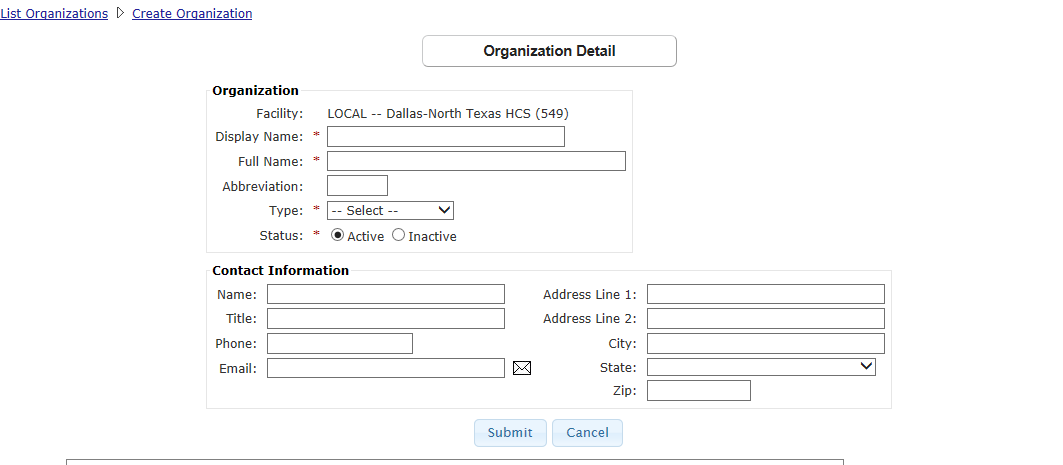 List Organizations Create Organization
Organization Detail
Organization
Facility: LOCAL -- Dallas-North Texas HCS (549)
Display Name: *
Full Name: *
Abbreviation:
Type: * -- Select --
Status: * Active Inactive
Contact Information
Name: Address Line 1:
Title: Address Line 2:
Phone: City:
Email: State:
Zip:
Submit Cancel